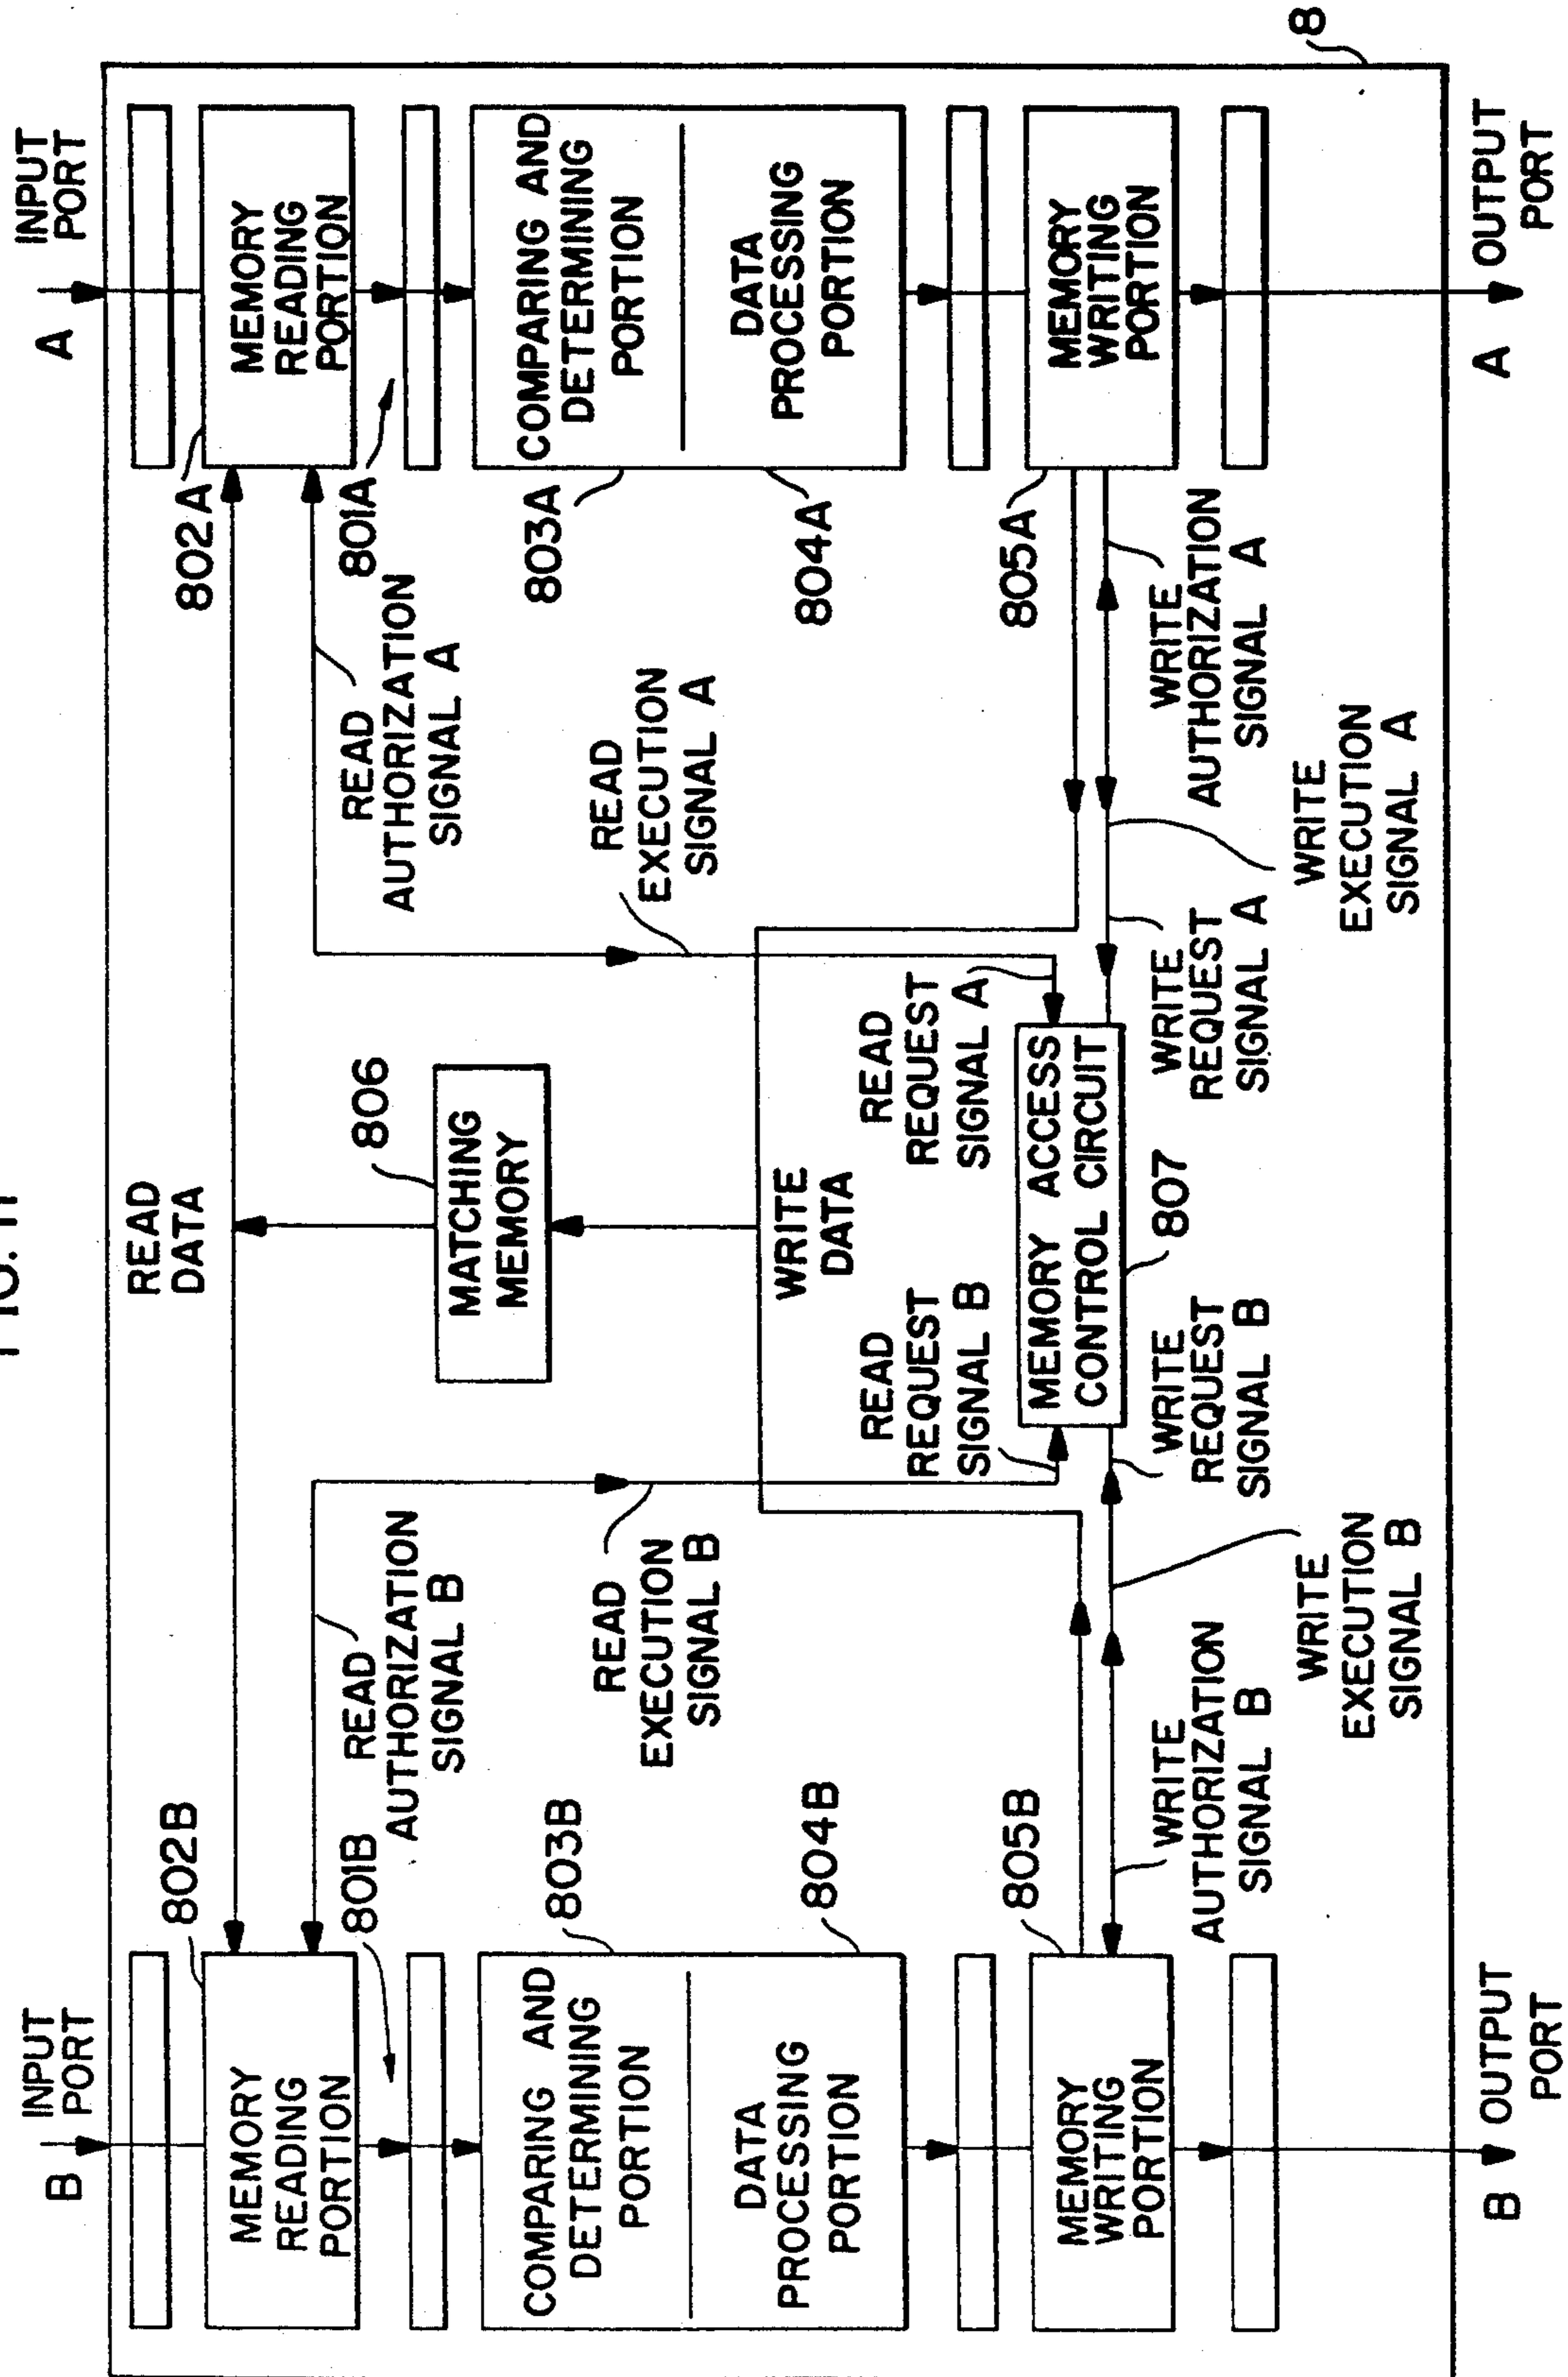 FIG. 11
INPUT
PORT
B
INPUT
PORT
A
READ
DATA
802B
MEMORY
READING
PORTION
802A
MEMORY
READING
PORTION
801B
801A
READ
AUTHORIZATION
SIGNAL B
READ
AUTHORIZATION
SIGNAL A
806
MATCHING
MEMORY
803B
COMPARING AND
DETERMINING
PORTION
803A
COMPARING AND
DETERMINING
PORTION
READ
EXECUTION
SIGNAL B
READ
EXECUTION
SIGNAL A
804B
DATA
PROCESSING
PORTION
804A
DATA
PROCESSING
PORTION
WRITE
DATA
READ
REQUEST
SIGNAL B
READ
REQUEST
SIGNAL A
805B
MEMORY
WRITING
PORTION
MEMORY ACCESS
CONTROL CIRCUIT
807
805A
MEMORY
WRITING
PORTION
WRITE
AUTHORIZATION
SIGNAL B
WRITE
REQUEST
SIGNAL B
WRITE
REQUEST
SIGNAL A
WRITE
AUTHORIZATION
SIGNAL A
WRITE
EXECUTION
SIGNAL B
WRITE
EXECUTION
SIGNAL A
8
B
OUTPUT
PORT
A
OUTPUT
PORT